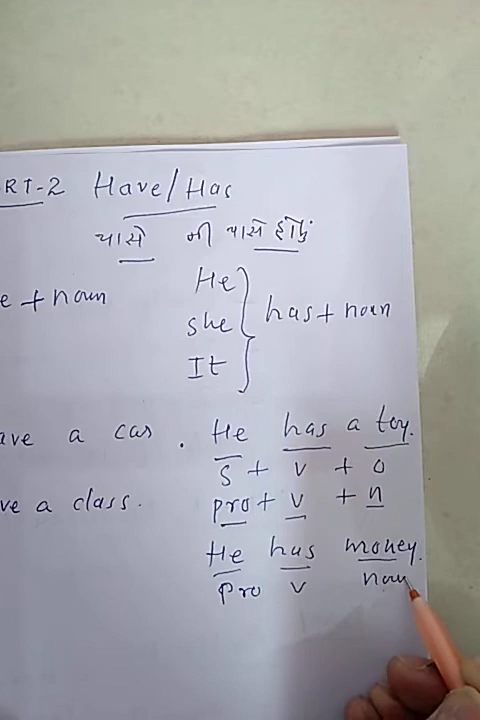 RT-2 Have/Has
पासे ની પાસે હોવું
e + noun
He
she
It
has + noun
ave a car. He has a toy.
S + V + O
ve a class. pro + v + n
He has money.
pro v noun